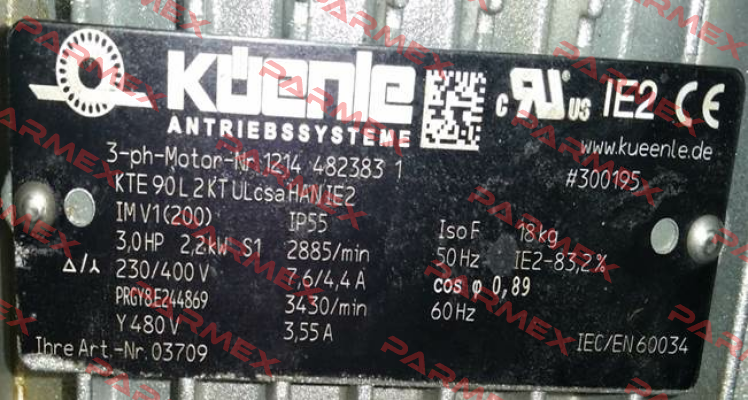 Küenle
ANTRIEBSSYSTEME
c RU us IE2 CE
www.kueenle.de
#300195
3-ph-Motor-Nr.1214 482383 1
KTE 90 L 2 KT ULcsa HAN IE2
IM V1(200) IP55 Iso F 18 kg
3,0HP 2,2kW S1 2885/min 50 Hz IE2-83,2%
Δ/⅄ 230/400 V 7,6/4,4 A cos φ 0,89
PRGY8E244869 3430/min 60Hz
Y 480 V 3,55 A
Ihre Art.-Nr. 03709 IEC/EN 60034
PARMEX